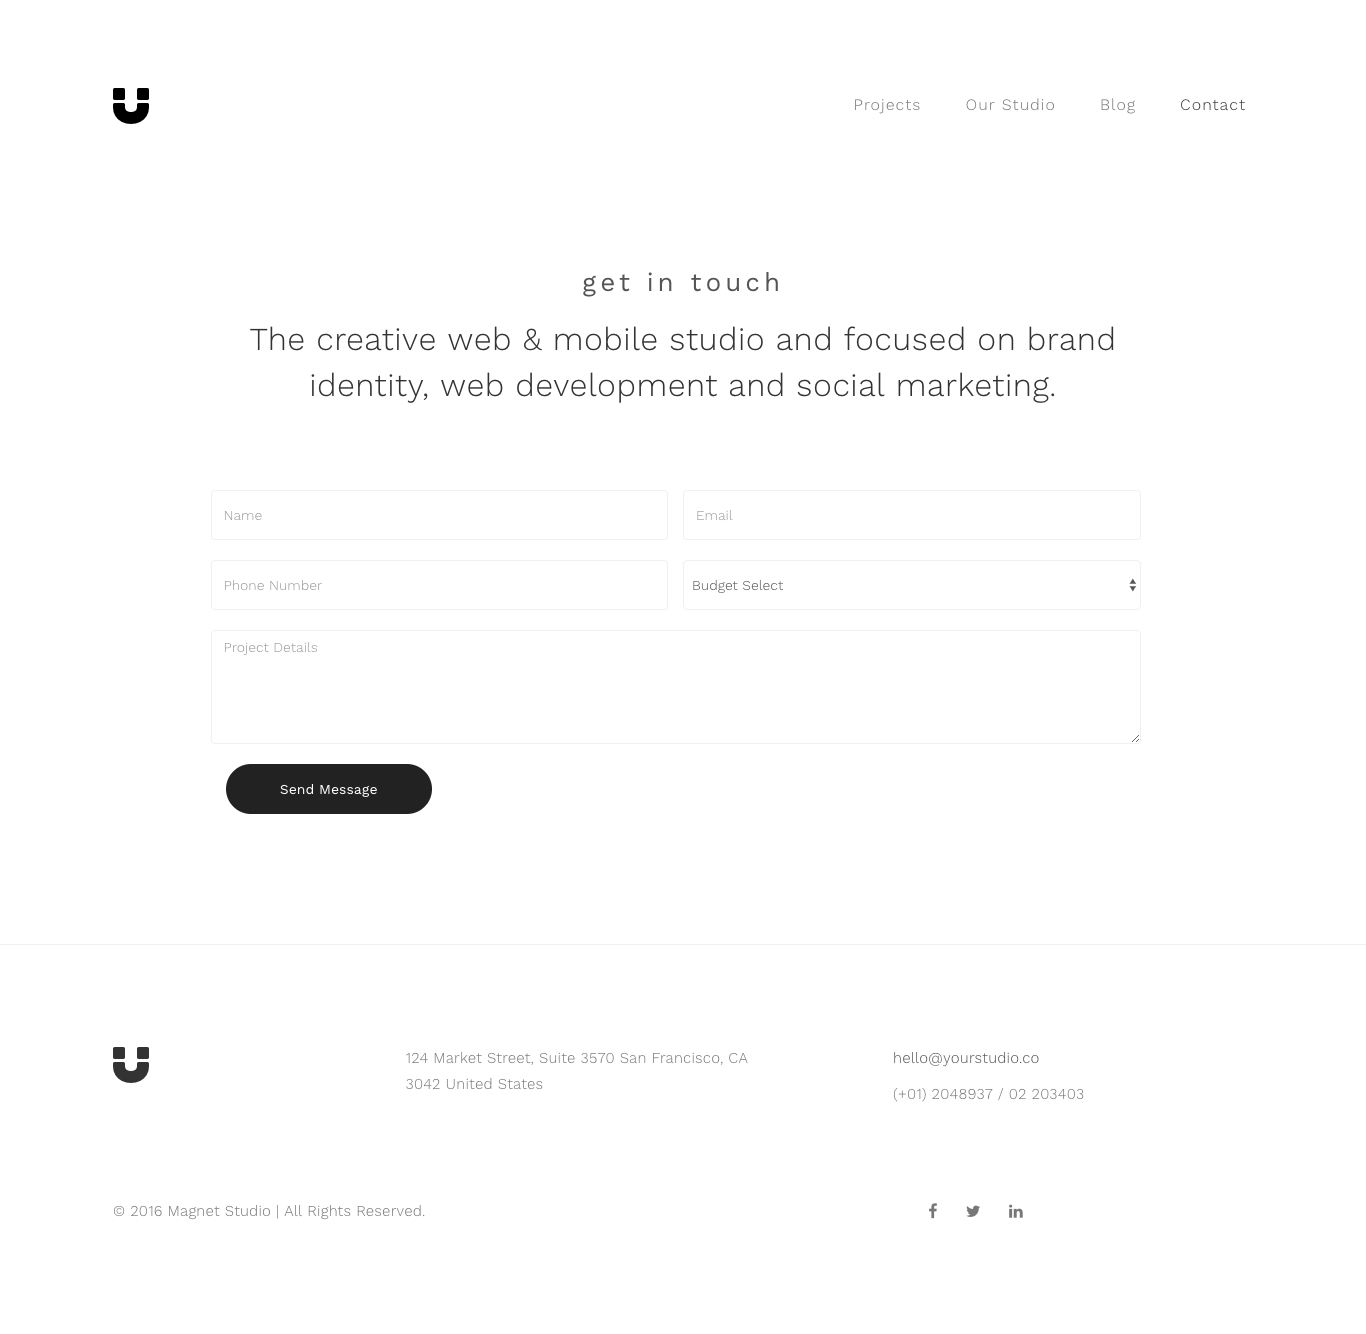 Projects Our Studio Blog Contact
get in touch
The creative web & mobile studio and focused on brand
identity, web development and social marketing.
Name
Email
Phone Number
Budget Select
Project Details
Send Message
124 Market Street, Suite 3570 San Francisco, CA
3042 United States
hello@yourstudio.co
(+01) 2048937 / 02 203403
© 2016 Magnet Studio | All Rights Reserved.